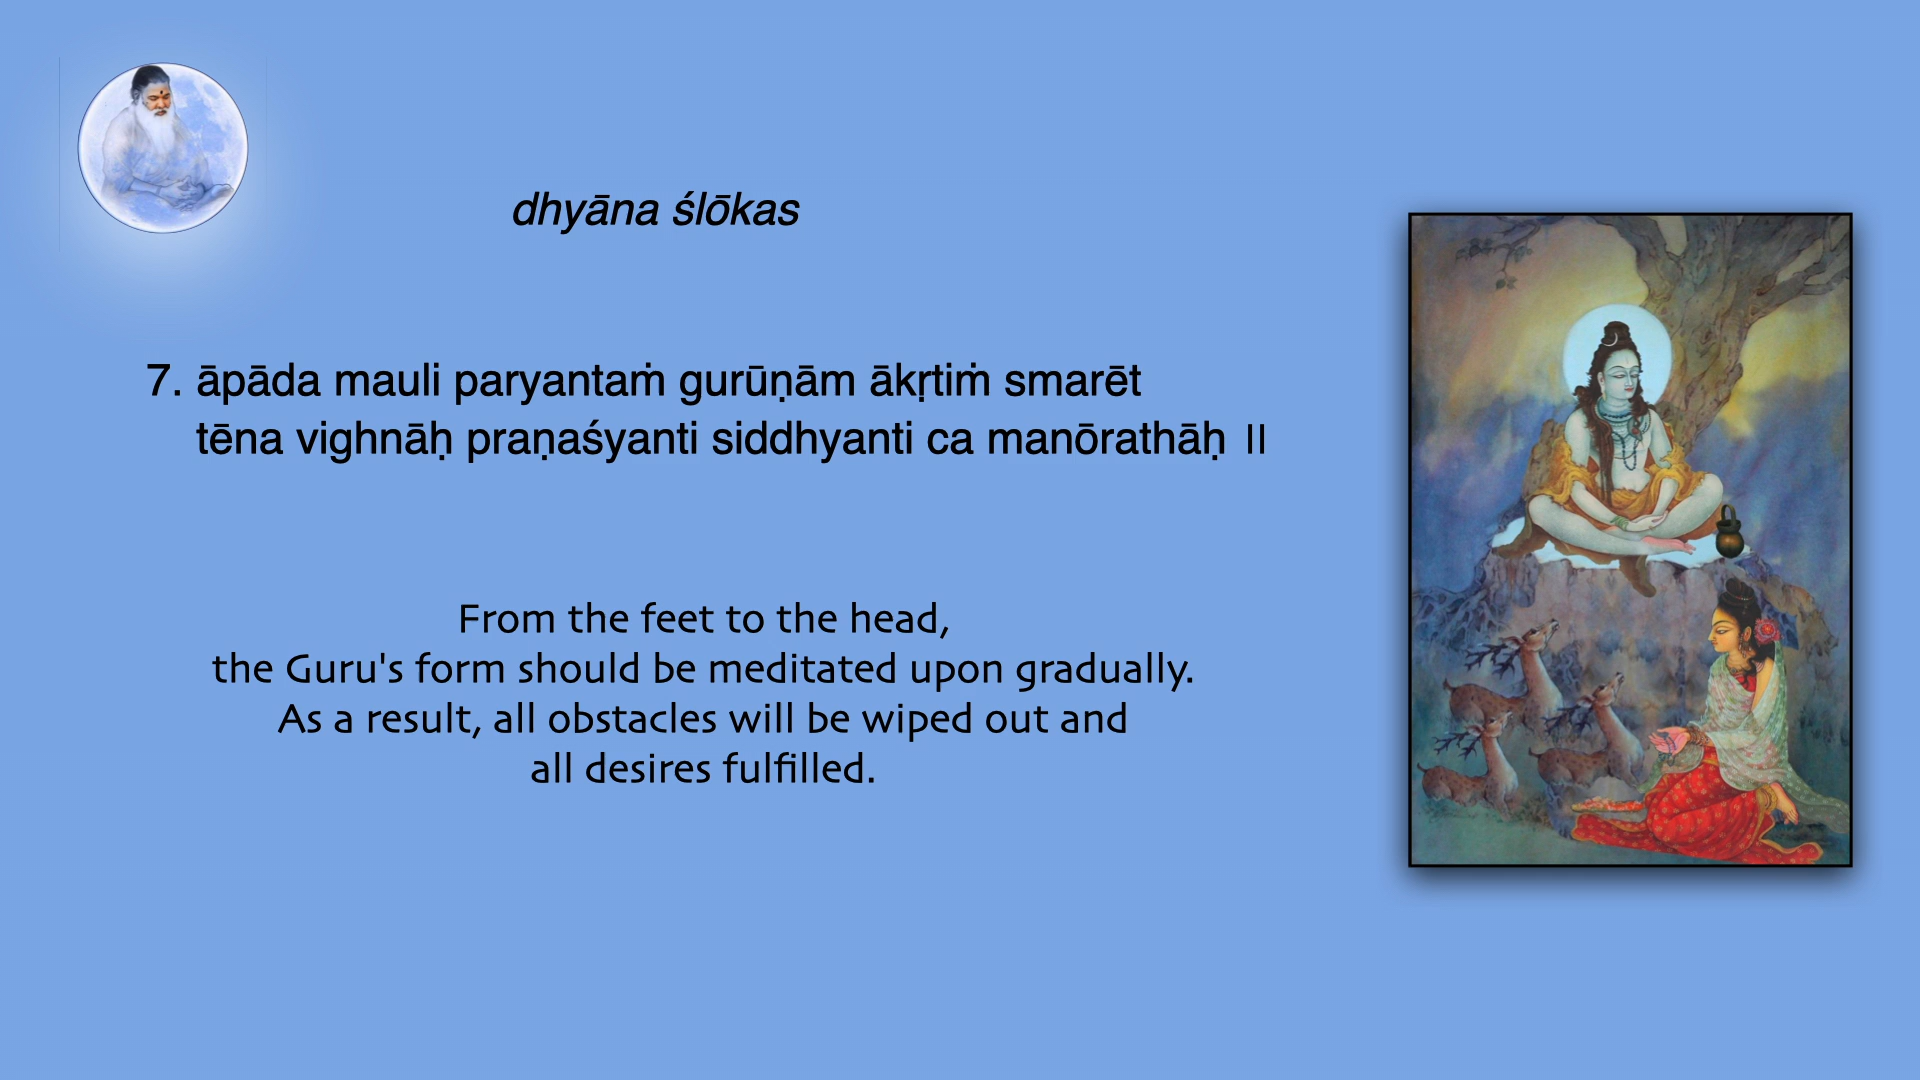 dhyāna ślōkas
7. āpāda mauli paryantaṁ gurūṇām ākṛtiṁ smarēt
tēna vighnāḥ praṇaśyanti siddhyanti ca manōrathāḥ ॥
From the feet to the head,
the Guru's form should be meditated upon gradually.
As a result, all obstacles will be wiped out and
all desires fulfilled.